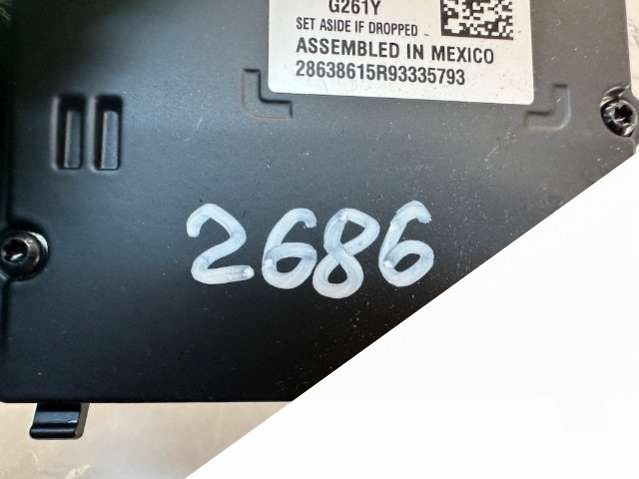 G261Y
SET ASIDE IF DROPPED
ASSEMBLED IN MEXICO
28638615R93335793
2686